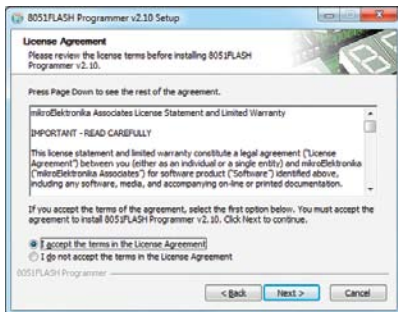 8051FLASH Programmer v2.10 Setup
License Agreement
Please review the license terms before installing 8051FLASH
Programmer v2.10.
Press Page Down to see the rest of the agreement.
mikroElektronika Associates License Statement and Limited Warranty
IMPORTANT - READ CAREFULLY
This license statement and limited warranty constitute a legal agreement ("License
Agreement") between you (either as an individual or a single entity) and mikroElektronika
("mikroElektronika Associates") for software product ("Software") identified above,
including any software, media, and accompanying on-line or printed documentation.
If you accept the terms of the agreement, select the first option below. You must accept the
agreement to install 8051FLASH Programmer v2.10. Click Next to continue.
I accept the terms in the License Agreement
I do not accept the terms in the License Agreement
8051FLASH Programmer
< Back Next > Cancel